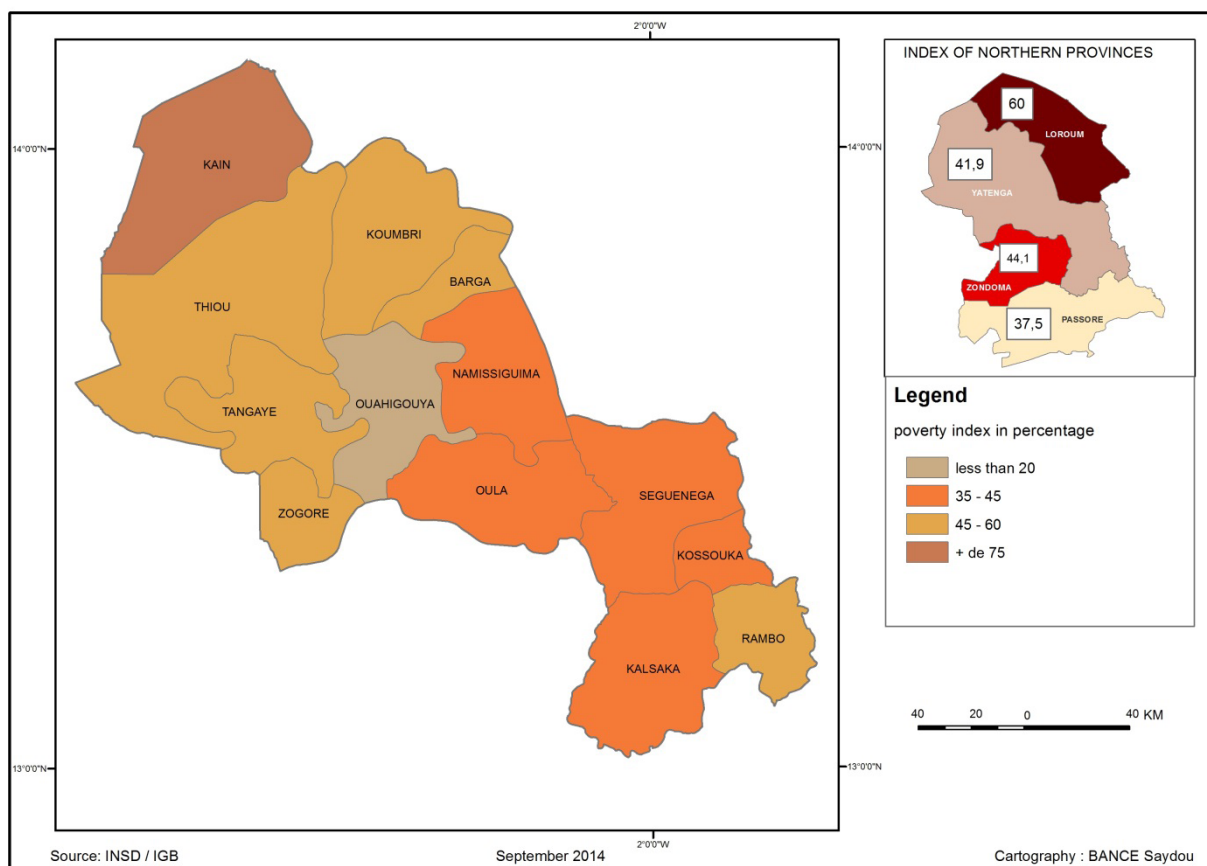 2°0'0"W
INDEX OF NORTHERN PROVINCES
60
LOROUM
14°0'0"N
14°0'0"N
KAIN
41,9
YATENGA
KOUMBRI
BARGA
44,1
THIOU
ZONDOMA
PASSORE
37,5
NAMISSIGUIMA
TANGAYE
OUAHIGOUYA
Legend
poverty index in percentage
less than 20
35 - 45
45 - 60
+ de 75
OULA
SEGUENEGA
ZOGORE
KOSSOUKA
RAMBO
KALSAKA
40 20 0 40 KM
13°0'0"N
13°0'0"N
2°0'0"W
Source: INSD / IGB
September 2014
Cartography : BANCE Saydou